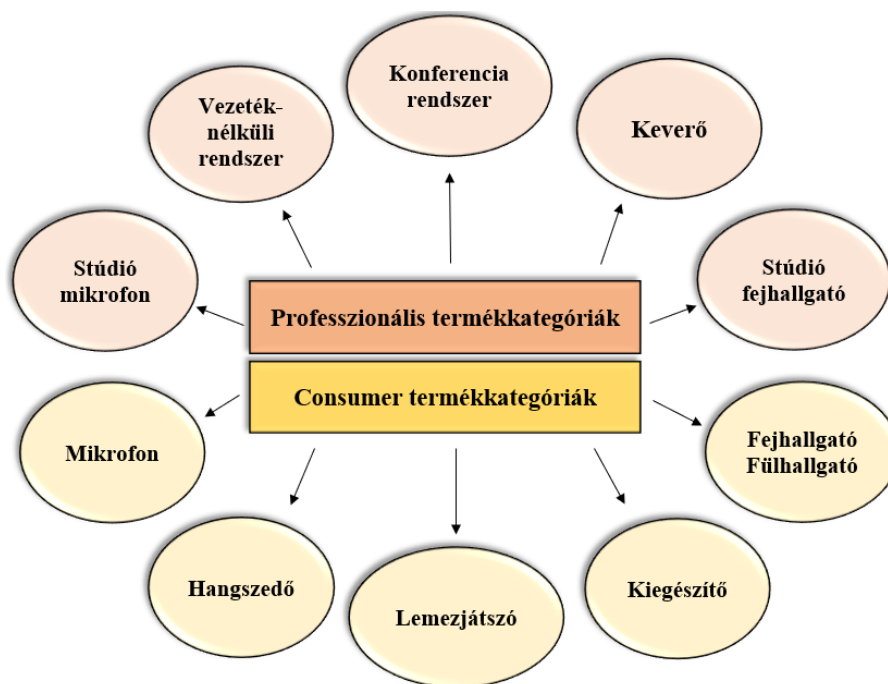 Konferencia
rendszer
Vezeték-
nélküli
rendszer
Keverő
Stúdió
mikrofon
Stúdió
fejhallgató
Professzionális termékkategóriák
Consumer termékkategóriák
Mikrofon
Fejhallgató
Fülhallgató
Hangszedő
Lemezjátszó
Kiegészítő